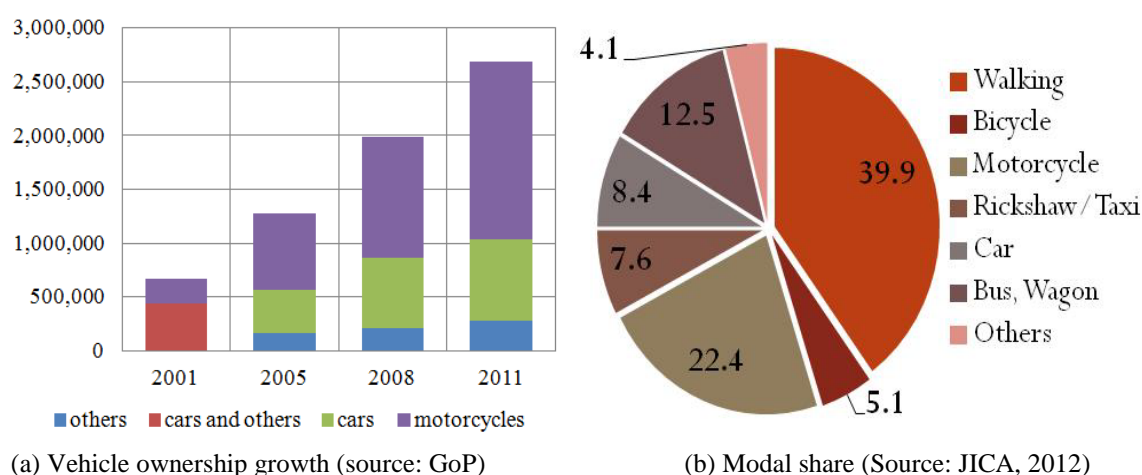 3,000,000
2,500,000
2,000,000
1,500,000
1,000,000
500,000
0
2001 2005 2008 2011
others cars and others cars motorcycles
4.1
12.5
8.4
7.6
22.4
5.1
39.9
Walking
Bicycle
Motorcycle
Rickshaw / Taxi
Car
Bus, Wagon
Others
(a) Vehicle ownership growth (source: GoP)
(b) Modal share (Source: JICA, 2012)